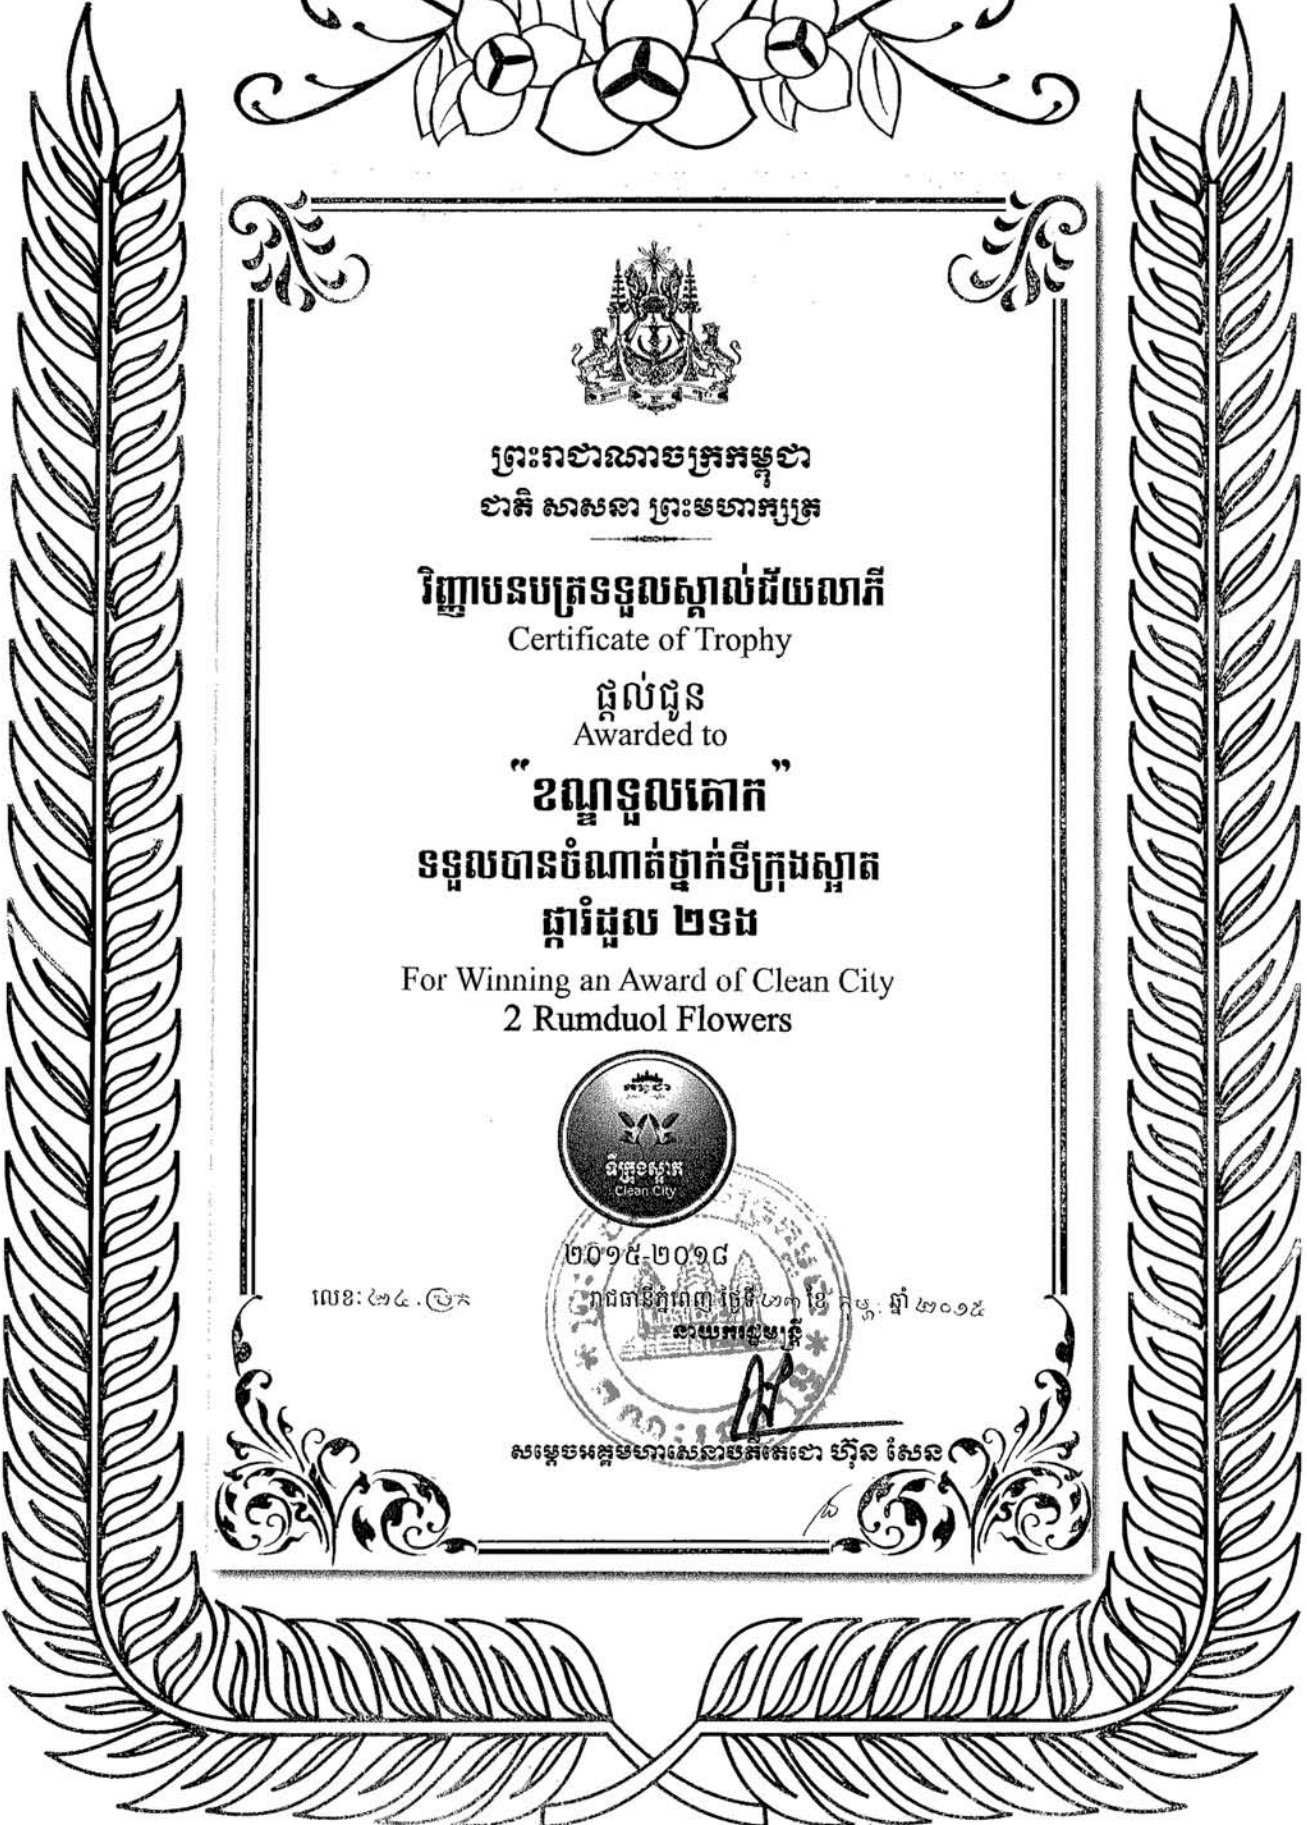 ព្រះរាជាណាចក្រកម្ពុជា
ជាតិ សាសនា ព្រះមហាក្សត្រ
វិញ្ញាបនបត្រទទួលស្គាល់ជ័យលាភី
Certificate of Trophy
ផ្តល់ជូន
Awarded to
“ខណ្ឌទួលគោក”
ទទួលបានចំណាត់ថ្នាក់ទីក្រុងស្អាត
ផ្ការំដួល ២ទង
For Winning an Award of Clean City
2 Rumduol Flowers
កម្ពុជា
ទីក្រុងស្អាត
Clean City
២០១៥-២០១៨
លេខ: ២៤
រាជធានីភ្នំពេញ ថ្ងៃទី ២៣ ខែ កុម្ភៈ ឆ្នាំ ២០១៥
នាយករដ្ឋមន្ត្រី
សម្តេចអគ្គមហាសេនាបតីតេជោ ហ៊ុន សែន